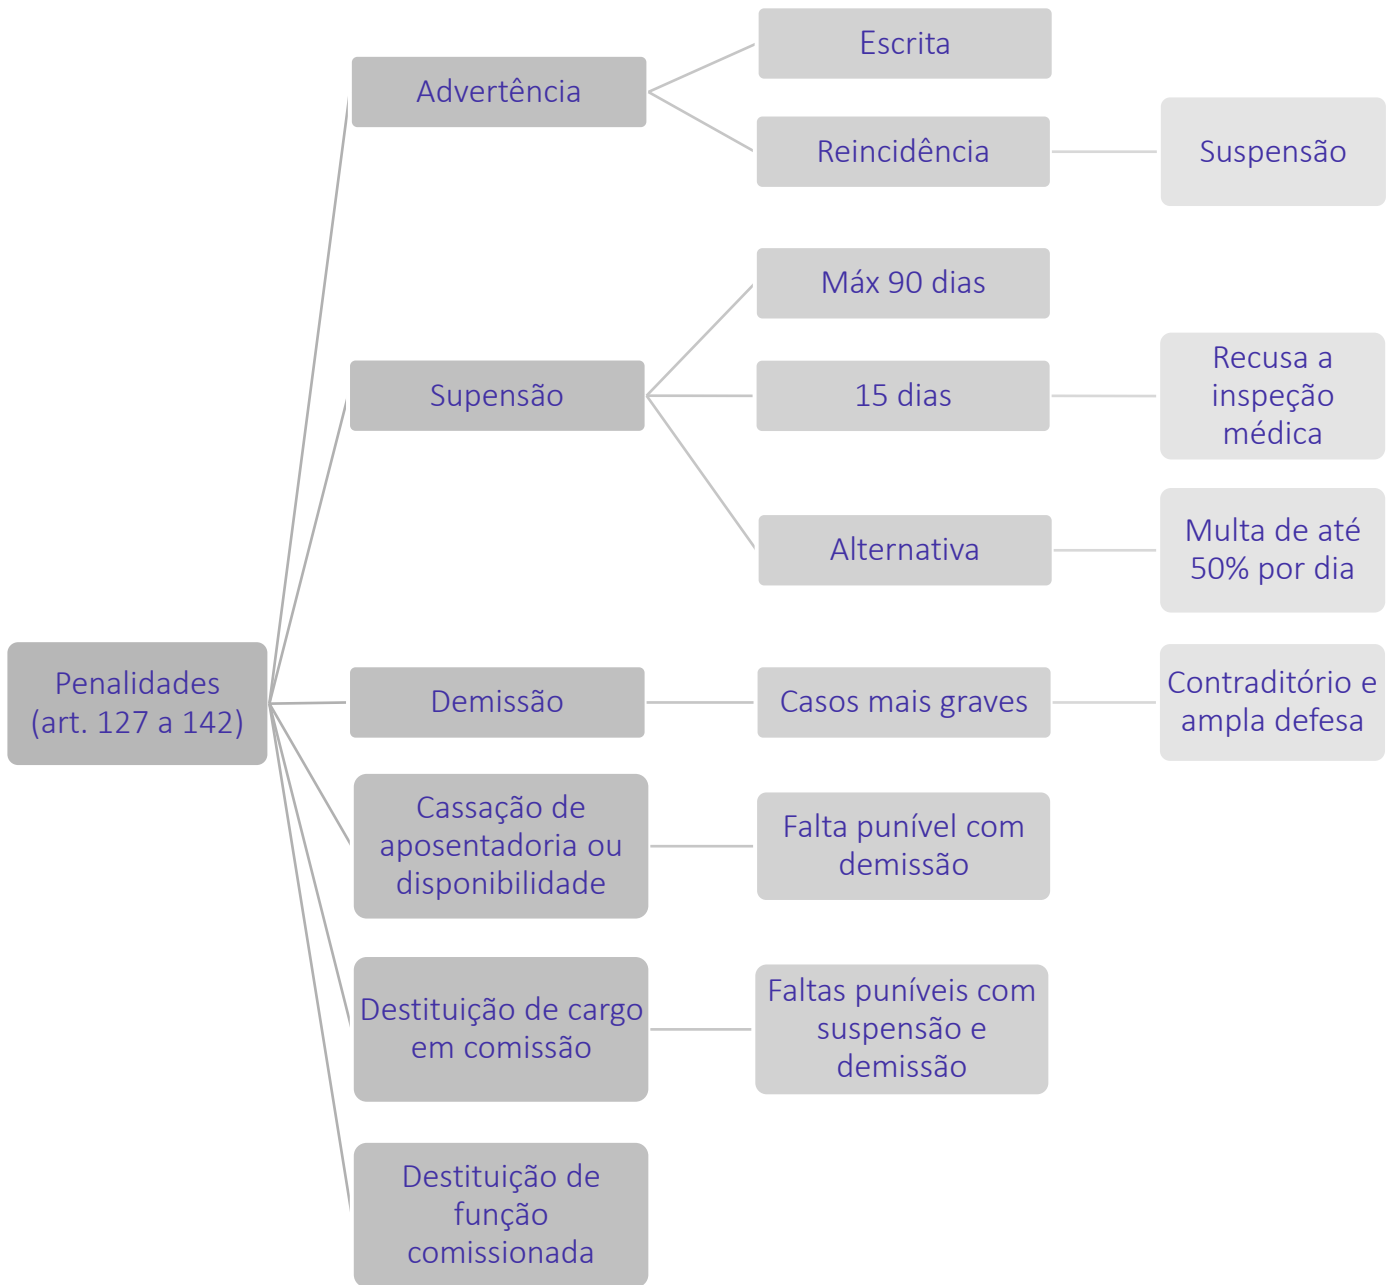 Penalidades
(art. 127 a 142)
Advertência
Escrita
Reincidência
Suspensão
Supensão
Máx 90 dias
15 dias
Recusa a
inspeção
médica
Alternativa
Multa de até
50% por dia
Demissão
Casos mais graves
Contraditório e
ampla defesa
Cassação de
aposentadoria ou
disponibilidade
Falta punível com
demissão
Destituição de cargo
em comissão
Faltas puníveis com
suspensão e
demissão
Destituição de
função
comissionada